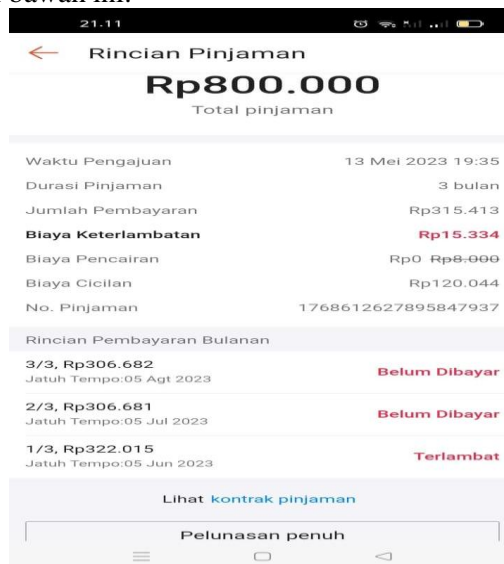 21.11
Rincian Pinjaman
Rp800.000
Total pinjaman
Waktu Pengajuan 13 Mei 2023 19:35
Durasi Pinjaman 3 bulan
Jumlah Pembayaran Rp315.413
Biaya Keterlambatan Rp15.334
Biaya Pencairan Rp0 Rp8.000
Biaya Cicilan Rp120.044
No. Pinjaman 1768612627895847937
Rincian Pembayaran Bulanan
3/3, Rp306.682
Jatuh Tempo:05 Agt 2023 Belum Dibayar
2/3, Rp306.681
Jatuh Tempo:05 Jul 2023 Belum Dibayar
1/3, Rp322.015
Jatuh Tempo:05 Jun 2023 Terlambat
Lihat kontrak pinjaman
Pelunasan penuh